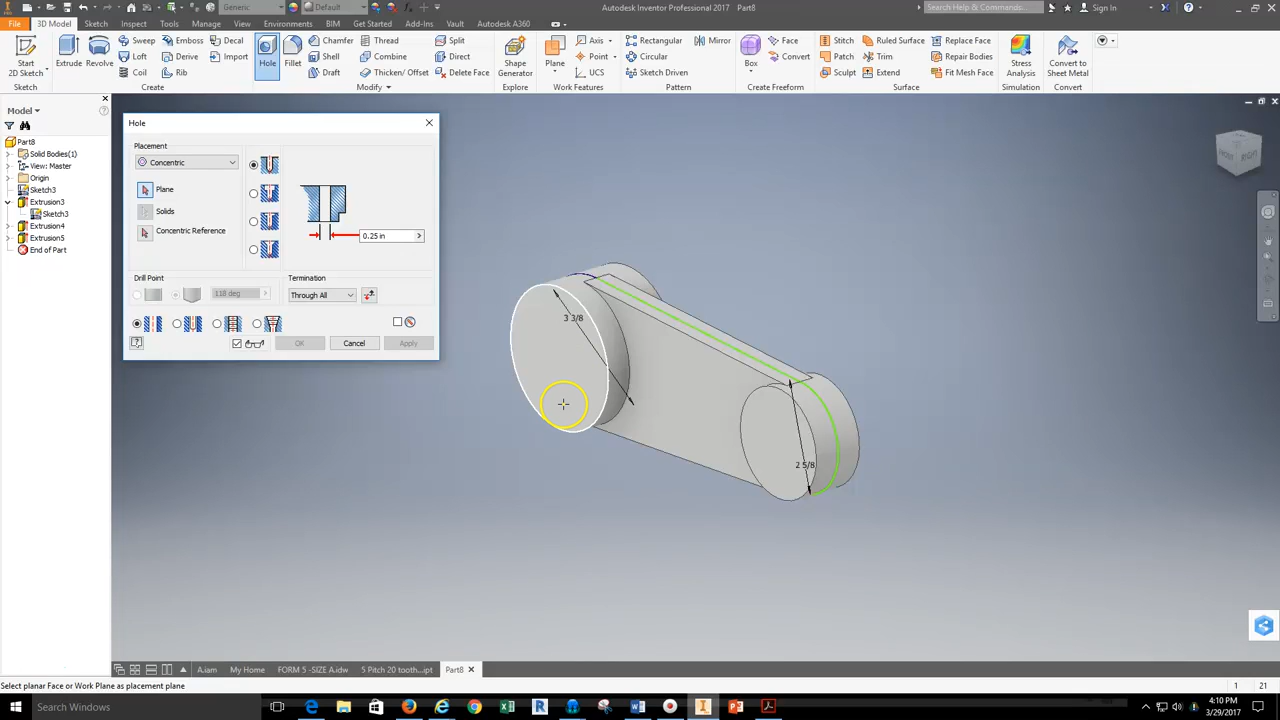 Generic
Default
Autodesk Inventor Professional 2017 Part8
Search Help & Commands...
Sign In
File
3D Model
Sketch
Inspect
Tools
Manage
View
Environments
BIM
Get Started
Add-Ins
Vault
Autodesk A360
Start
2D Sketch
Sketch
Extrude
Revolve
Sweep
Loft
Coil
Emboss
Derive
Rib
Decal
Import
Create
Hole
Fillet
Chamfer
Shell
Draft
Thread
Combine
Thicken/ Offset
Split
Direct
Delete Face
Modify
Shape
Generator
Explore
Plane
Axis
Point
UCS
Work Features
Rectangular
Circular
Sketch Driven
Mirror
Pattern
Box
Face
Convert
Create Freeform
Stitch
Patch
Sculpt
Ruled Surface
Trim
Extend
Replace Face
Repair Bodies
Fit Mesh Face
Surface
Stress
Analysis
Simulation
Convert to
Sheet Metal
Convert
Model
Part8
Solid Bodies(1)
View: Master
Origin
Sketch3
Extrusion3
Sketch3
Extrusion4
Extrusion5
End of Part
Hole
Placement
Concentric
Plane
Solids
Concentric Reference
0.25 in
Drill Point
118 deg
Termination
Through All
OK
Cancel
Apply
3 3/8
2 5/8
RIGHT
A.iam
My Home
FORM 5 -SIZE A.idw
5 Pitch 20 tooth...ipt
Part8
Select planar Face or Work Plane as placement plane
1
21
Search Windows
4:10 PM
3/29/2017